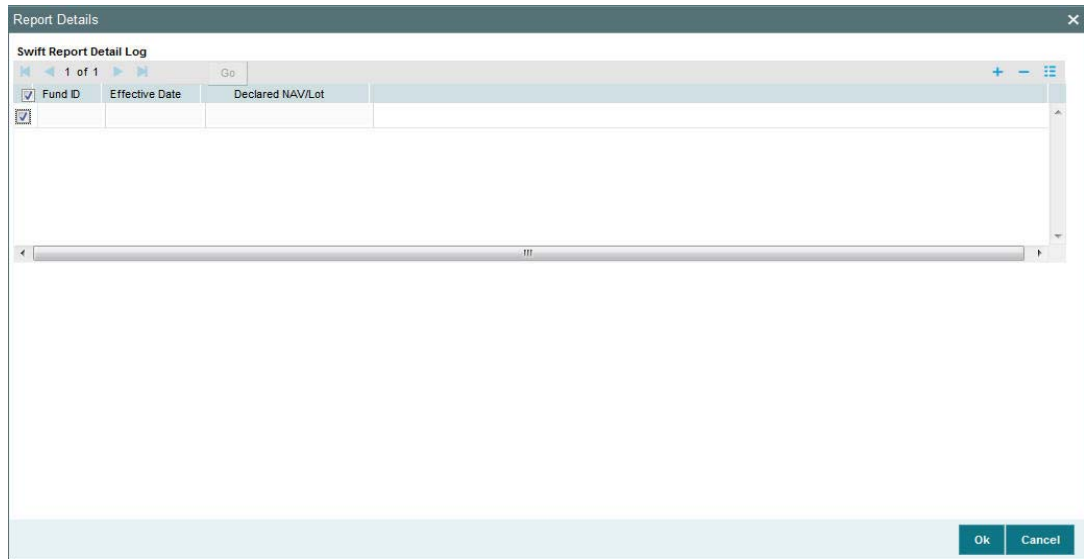 Report Details
Swift Report Detail Log
1 of 1 Go
Fund ID Effective Date Declared NAV/Lot
Ok Cancel